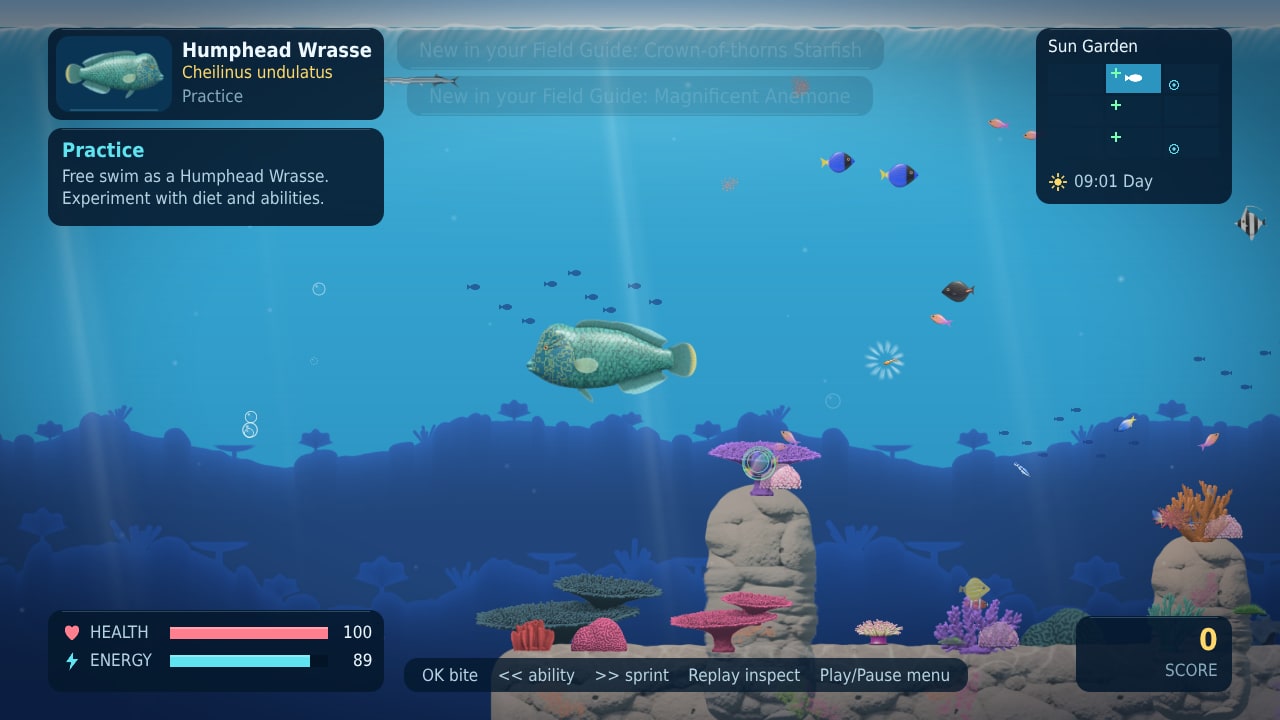 Humphead Wrasse
Cheilinus undulatus
Practice
New in your Field Guide: Crown-of-thorns Starfish
New in your Field Guide: Magnificent Anemone
Sun Garden
09:01 Day
Practice
Free swim as a Humphead Wrasse.
Experiment with diet and abilities.
HEALTH 100
ENERGY 89
OK bite << ability >> sprint Replay inspect Play/Pause menu
0
SCORE